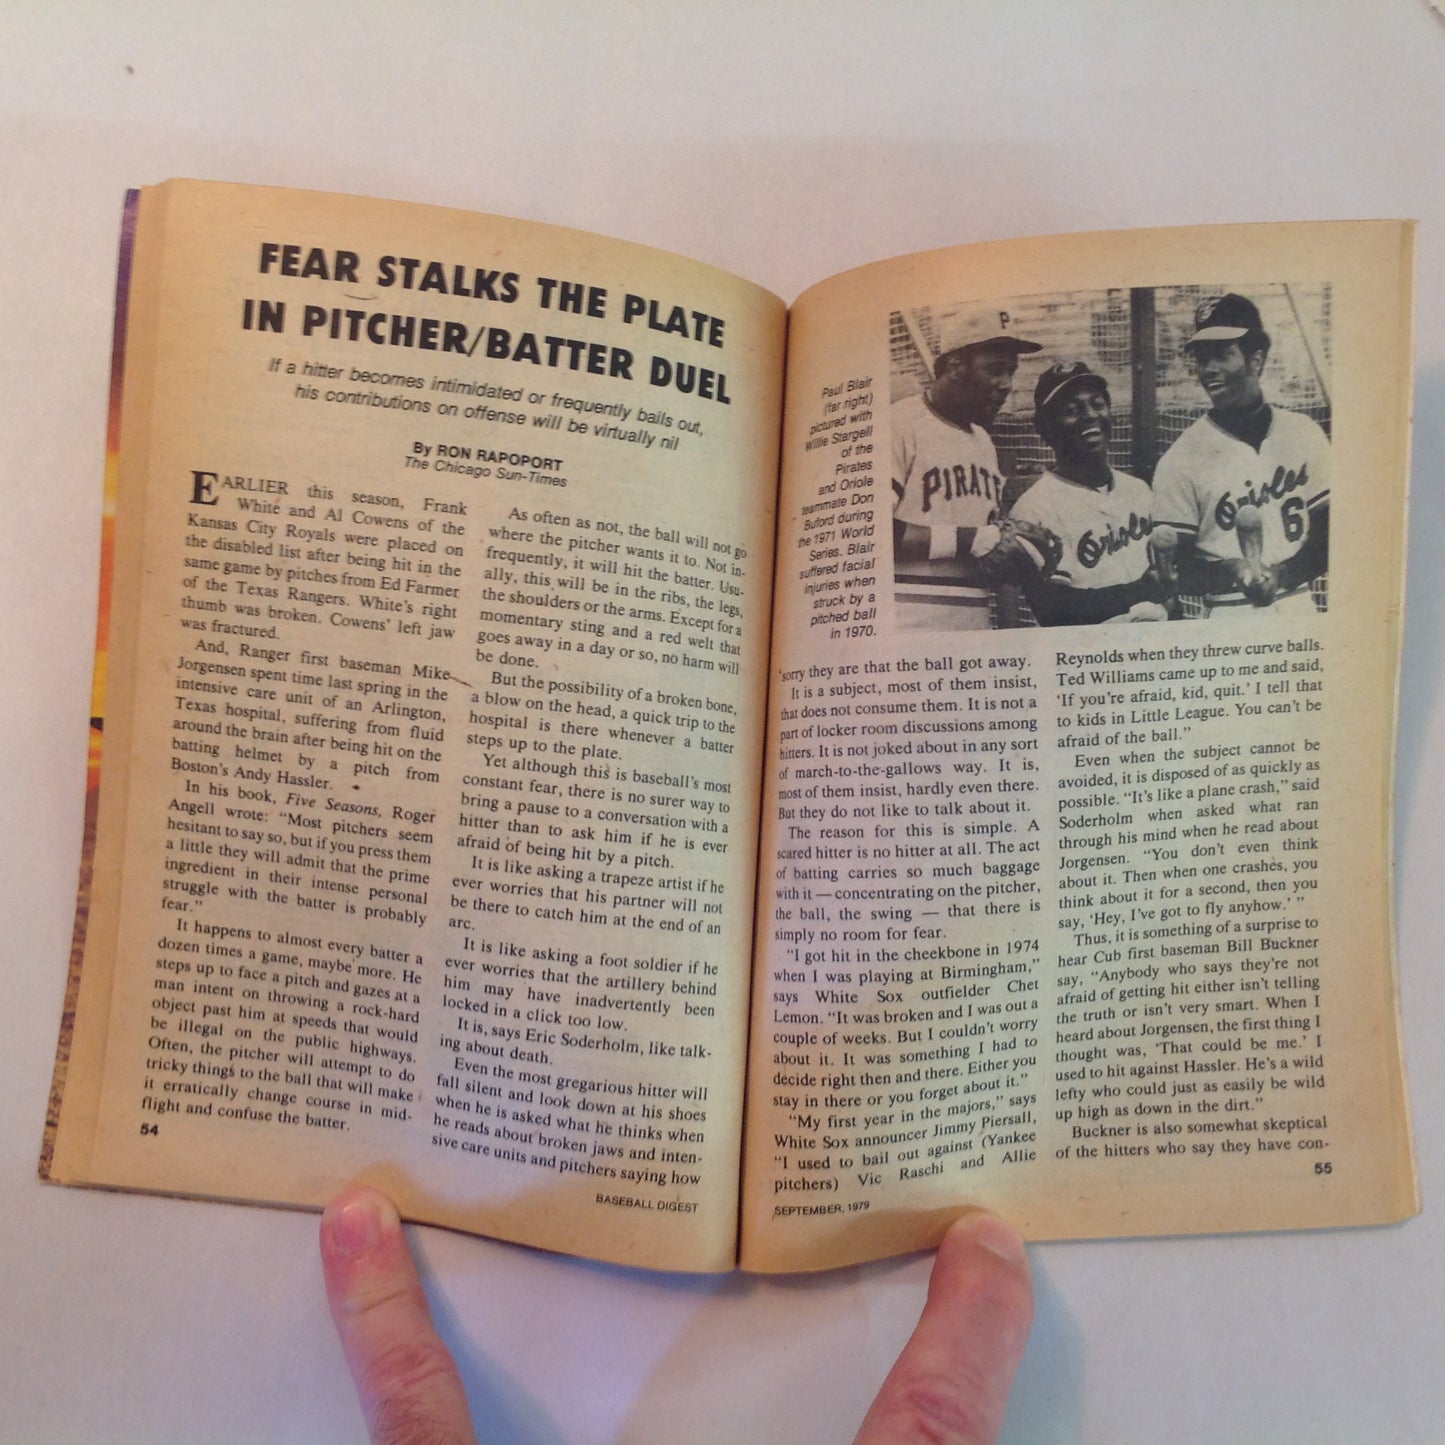 FEAR STALKS THE PLATE
IN PITCHER/BATTER DUEL
If a hitter becomes intimidated or frequently bails out,
his contributions on offense will be virtually nil
By RON RAPOPORT
The Chicago Sun-Times
EARLIER this season, Frank
White and Al Cowens of the
Kansas City Royals were placed on
the disabled list after being hit in the
same game by pitches from Ed Farmer
of the Texas Rangers. White's right
thumb was broken. Cowens' left jaw
was fractured.
And, Ranger first baseman Mike
Jorgensen spent time last spring in the
intensive care unit of an Arlington,
Texas hospital, suffering from fluid
around the brain after being hit on the
batting helmet by a pitch from
Boston's Andy Hassler.
In his book, Five Seasons, Roger
Angell wrote: "Most pitchers seem
hesitant to say so, but if you press them
a little they will admit that the prime
ingredient in their intense personal
struggle with the batter is probably
fear."
It happens to almost every batter a
dozen times a game, maybe more. He
steps up to face a pitch and gazes at a
man intent on throwing a rock-hard
object past him at speeds that would
be illegal on the public highways.
Often, the pitcher will attempt to do
tricky things to the ball that will make
it erratically change course in mid-
flight and confuse the batter.
54
As often as not, the ball will not go
where the pitcher wants it to. Not in-
frequently, it will hit the batter. Usu-
ally, this will be in the ribs, the legs,
the shoulders or the arms. Except for a
momentary sting and a red welt that
goes away in a day or so, no harm will
be done.
But the possibility of a broken bone,
a blow on the head, a quick trip to the
hospital is there whenever a batter
steps up to the plate.
Yet although this is baseball's most
constant fear, there is no surer way to
bring a pause to a conversation with a
hitter than to ask him if he is ever
afraid of being hit by a pitch.
It is like asking a trapeze artist if he
ever worries that his partner will not
be there to catch him at the end of an
arc.
It is like asking a foot soldier if he
ever worries that the artillery behind
him may have inadvertently been
locked in a click too low.
It is, says Eric Soderholm, like talk-
ing about death.
Even the most gregarious hitter will
fall silent and look down at his shoes
when he is asked what he thinks when
he reads about broken jaws and inten-
sive care units and pitchers saying how
BASEBALL DIGEST
Paul Blair
(far right)
pictured with
Willie Stargell
of the
Pirates
and Oriole
teammate Don
Buford during
the 1971 World
Series. Blair
suffered facial
injuries when
struck by a
pitched ball
in 1970.
P
PIRATE
Orioles
Orioles
6
sorry they are that the ball got away.
It is a subject, most of them insist,
that does not consume them. It is not a
part of locker room discussions among
hitters. It is not joked about in any sort
of march-to-the-gallows way. It is,
most of them insist, hardly even there.
But they do not like to talk about it.
The reason for this is simple. A
scared hitter is no hitter at all. The act
of batting carries so much baggage
with it — concentrating on the pitcher,
the ball, the swing — that there is
simply no room for fear.
"I got hit in the cheekbone in 1974
when I was playing at Birmingham,"
says White Sox outfielder Chet
Lemon. "It was broken and I was out a
couple of weeks. But I couldn't worry
about it. It was something I had to
decide right then and there. Either you
stay in there or you forget about it."
"My first year in the majors," says
White Sox announcer Jimmy Piersall,
"I used to bail out against (Yankee
pitchers) Vic Raschi and Allie
SEPTEMBER, 1979
Reynolds when they threw curve balls.
Ted Williams came up to me and said,
'If you're afraid, kid, quit.' I tell that
to kids in Little League. You can't be
afraid of the ball."
Even when the subject cannot be
avoided, it is disposed of as quickly as
possible. "It's like a plane crash," said
Soderholm when asked what ran
through his mind when he read about
Jorgensen. "You don't even think
about it. Then when one crashes, you
think about it for a second, then you
say, 'Hey, I've got to fly anyhow.' "
Thus, it is something of a surprise to
hear Cub first baseman Bill Buckner
say, "Anybody who says they're not
afraid of getting hit either isn't telling
the truth or isn't very smart. When I
heard about Jorgensen, the first thing I
thought was, 'That could be me.' I
used to hit against Hassler. He's a wild
lefty who could just as easily be wild
up high as down in the dirt."
Buckner is also somewhat skeptical
of the hitters who say they have con-
55